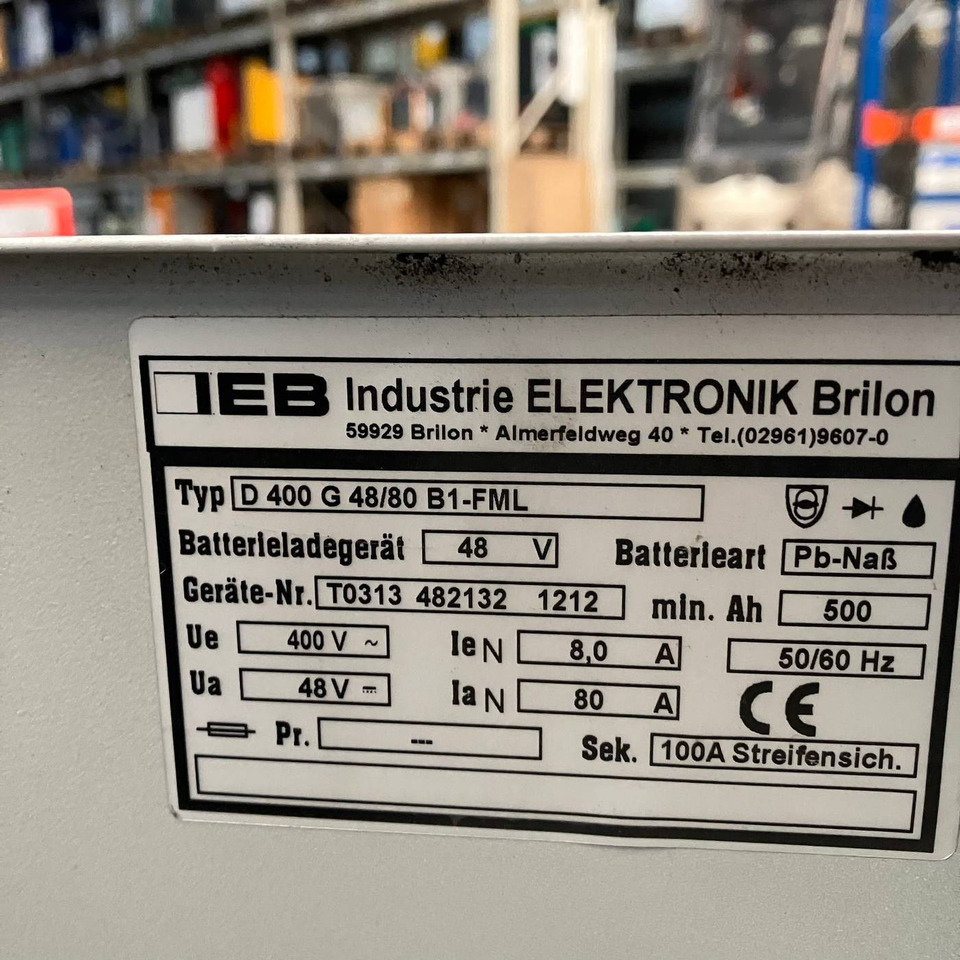 IEB Industrie ELEKTRONIK Brilon
59929 Brilon * Almerfeldweg 40 * Tel.(02961)9607-0
Typ D 400 G 48/80 B1-FML
Batterieladegerät 48 V Batterieart Pb-Naß
Geräte-Nr. T0313 482132 1212 min. Ah 500
Ue 400 V ~ Ie N 8,0 A 50/60 Hz
Ua 48 V ⎓ Ia N 80 A CE
Pr. --- Sek. 100A Streifensich.